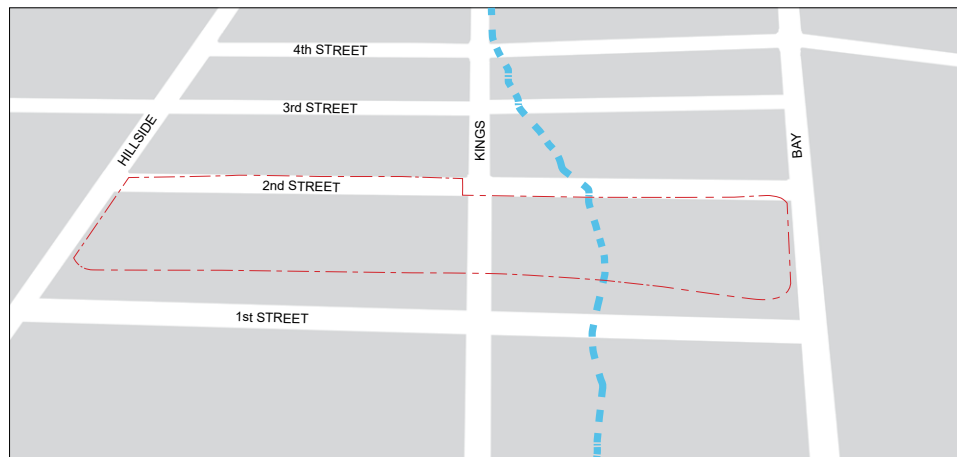 4th STREET
3rd STREET
HILLSIDE
KINGS
BAY
2nd STREET
1st STREET